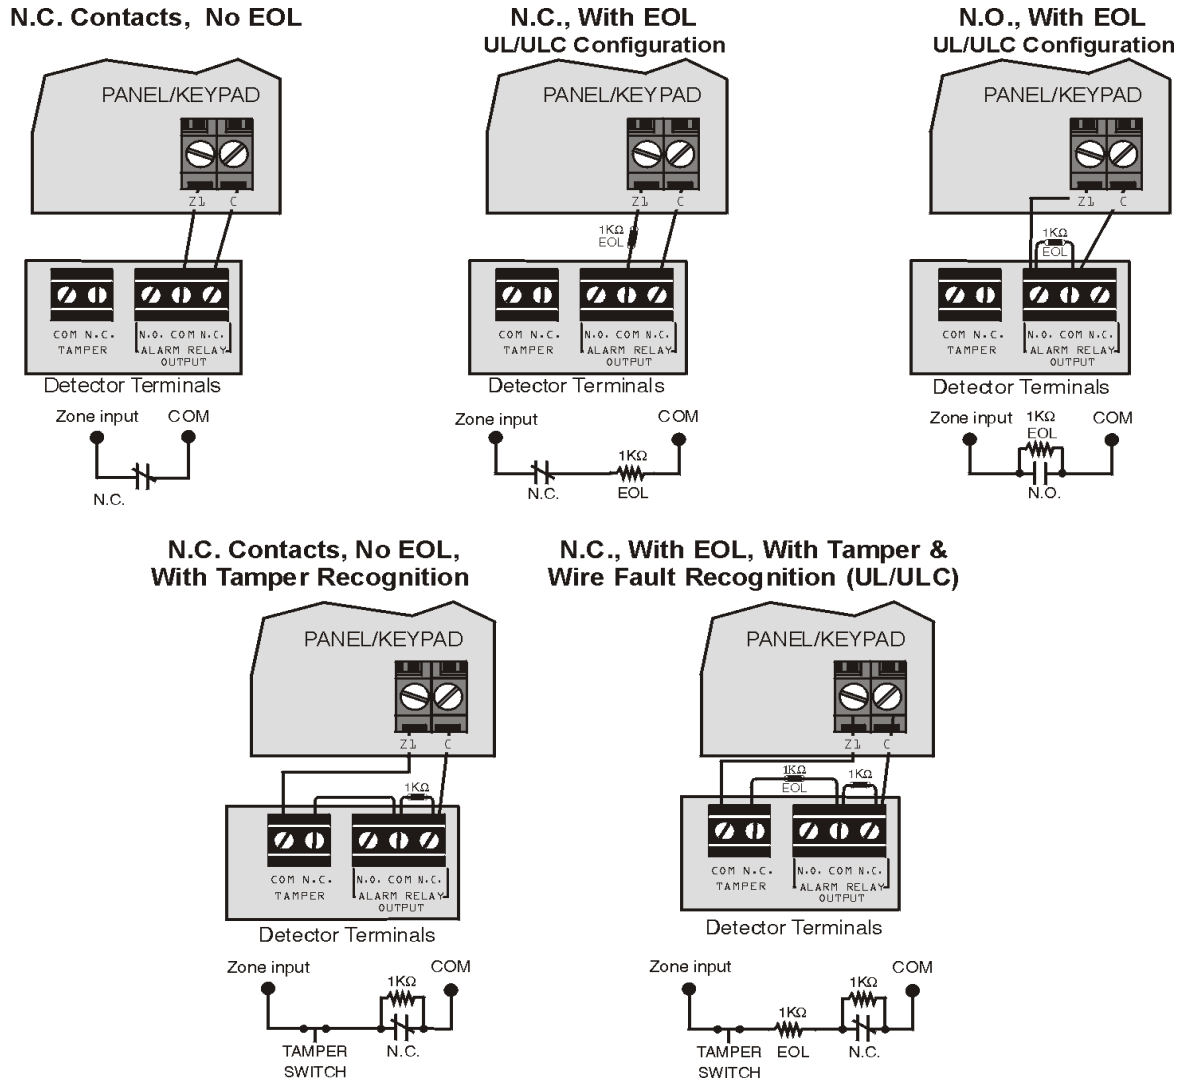 N.C. Contacts, No EOL
PANEL/KEYPAD
Z1 C
COM N.C. N.O. COM N.C.
TAMPER ALARM RELAY
OUTPUT
Detector Terminals
Zone input COM
N.C.
N.C., With EOL
UL/ULC Configuration
PANEL/KEYPAD
Z1 C
1KΩ
EOL
COM N.C. N.O. COM N.C.
TAMPER ALARM RELAY
OUTPUT
Detector Terminals
Zone input COM
1KΩ
N.C. EOL
N.O., With EOL
UL/ULC Configuration
PANEL/KEYPAD
Z1 C
1KΩ
EOL
COM N.C. N.O. COM N.C.
TAMPER ALARM RELAY
OUTPUT
Detector Terminals
Zone input 1KΩ COM
EOL
N.O.
N.C. Contacts, No EOL,
With Tamper Recognition
PANEL/KEYPAD
Z1 C
1KΩ
COM N.C. N.O. COM N.C.
TAMPER ALARM RELAY
OUTPUT
Detector Terminals
Zone input COM
1KΩ
TAMPER N.C.
SWITCH
N.C., With EOL, With Tamper &
Wire Fault Recognition (UL/ULC)
PANEL/KEYPAD
Z1 C
1KΩ 1KΩ
EOL
COM N.C. N.O. COM N.C.
TAMPER ALARM RELAY
OUTPUT
Detector Terminals
Zone input COM
1KΩ
1KΩ
TAMPER EOL N.C.
SWITCH